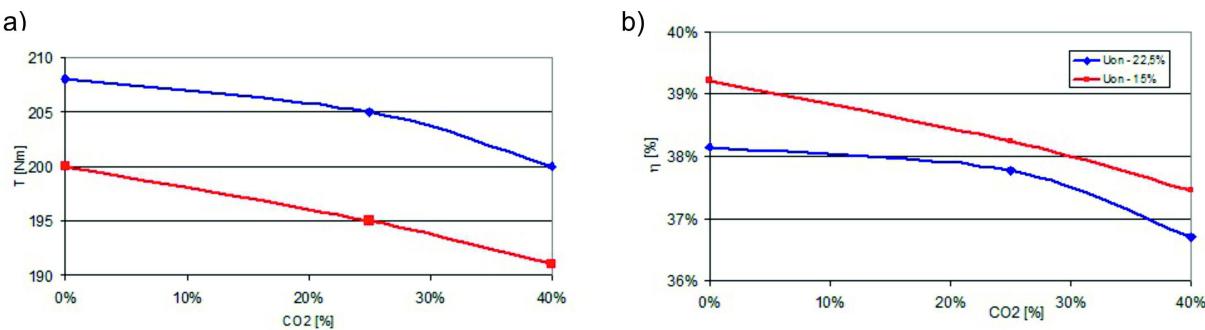 a)
210
205
200
195
190
T [Nm]
0% 10% 20% 30% 40%
CO2 [%]
b)
40%
39%
38%
37%
36%
η [%]
Uon - 22,5%
Uon - 15%
0% 10% 20% 30% 40%
CO2 [%]